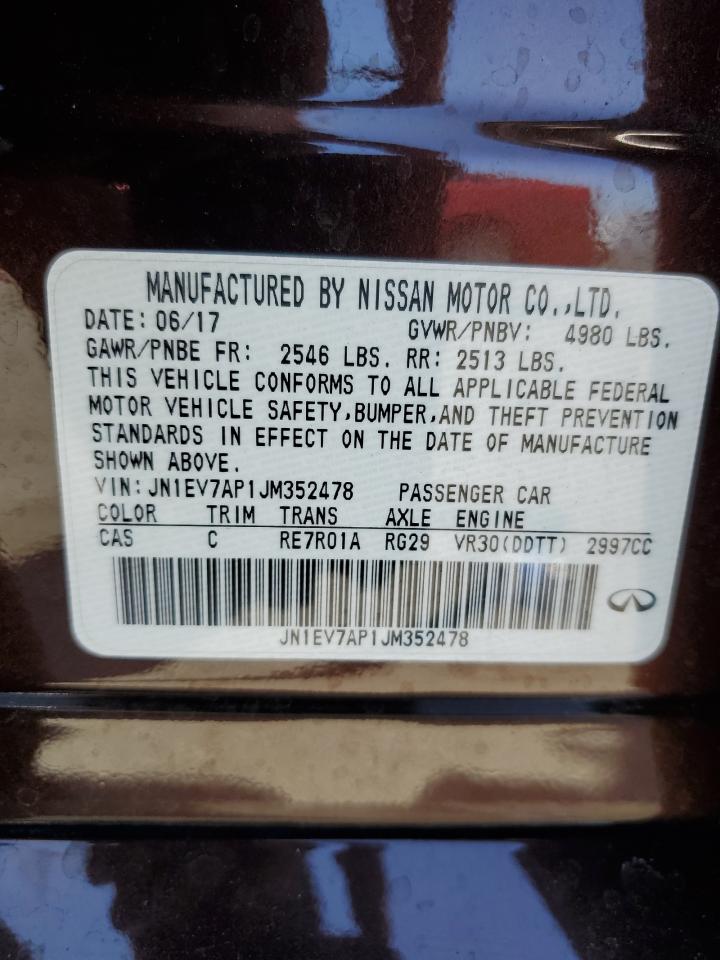 MANUFACTURED BY NISSAN MOTOR CO.,LTD.
DATE: 06/17 GVWR/PNBV: 4980 LBS.
GAWR/PNBE FR: 2546 LBS. RR: 2513 LBS.
THIS VEHICLE CONFORMS TO ALL APPLICABLE FEDERAL
MOTOR VEHICLE SAFETY,BUMPER,AND THEFT PREVENTION
STANDARDS IN EFFECT ON THE DATE OF MANUFACTURE
SHOWN ABOVE.
VIN: JN1EV7AP1JM352478 PASSENGER CAR
COLOR TRIM TRANS AXLE ENGINE
CAS C RE7R01A RG29 VR30(DDTT) 2997CC
JN1EV7AP1JM352478